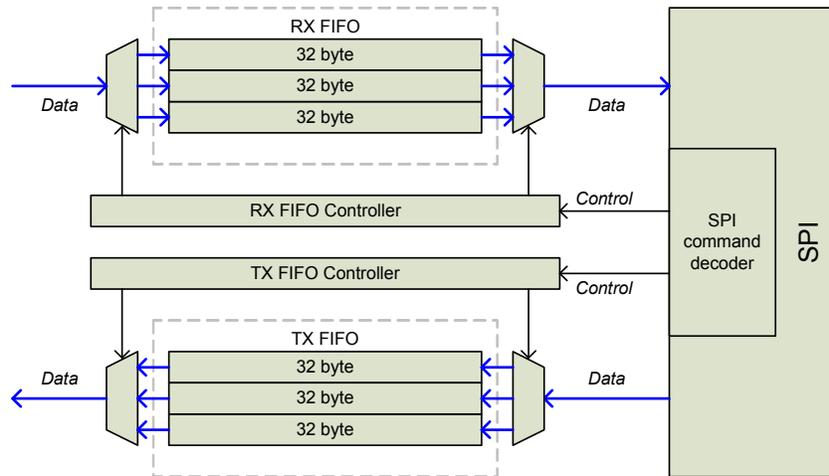 RX FIFO
32 byte
32 byte
32 byte
Data
Data
RX FIFO Controller
Control
SPI
command
decoder
SPI
TX FIFO Controller
Control
TX FIFO
32 byte
32 byte
32 byte
Data
Data